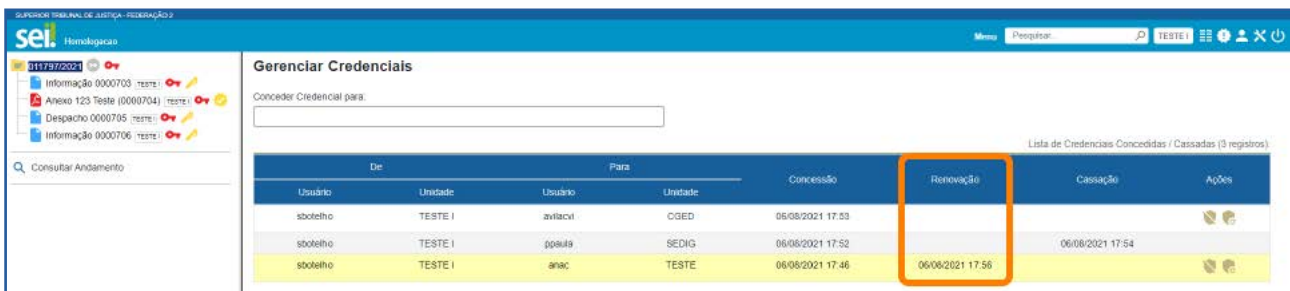 SUPERIOR TRIBUNAL DE JUSTIÇA - FEDERAÇÃO 2
sei. Homologacao
Menu Pesquisar... TESTE I
011797/2021
Informação 0000703 TESTE I
Anexo 123 Teste (0000704) TESTE I
Despacho 0000705 TESTE I
Informação 0000706 TESTE I
Consultar Andamento
Gerenciar Credenciais
Conceder Credencial para:
Lista de Credenciais Concedidas / Cassadas (3 registros):
De Para Concessão Renovação Cassação Ações
Usuário Unidade Usuário Unidade
sbotelho TESTE I avilacvl CGED 06/08/2021 17:53
sbotelho TESTE I ppaula SEDIG 06/08/2021 17:52 06/08/2021 17:54
sbotelho TESTE I anac TESTE 06/08/2021 17:46 06/08/2021 17:56